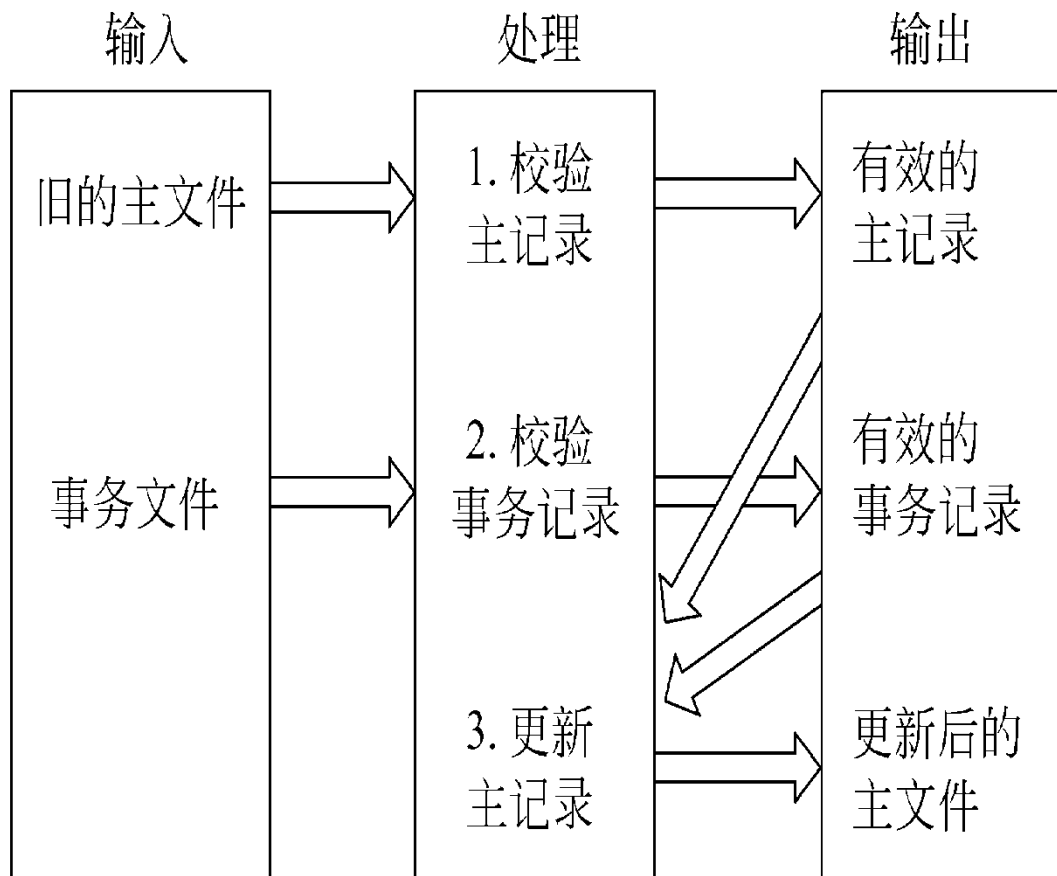 输入
处理
输出
旧的主文件
1. 校验
主记录
有效的
主记录
事务文件
2. 校验
事务记录
有效的
事务记录
3. 更新
主记录
更新后的
主文件